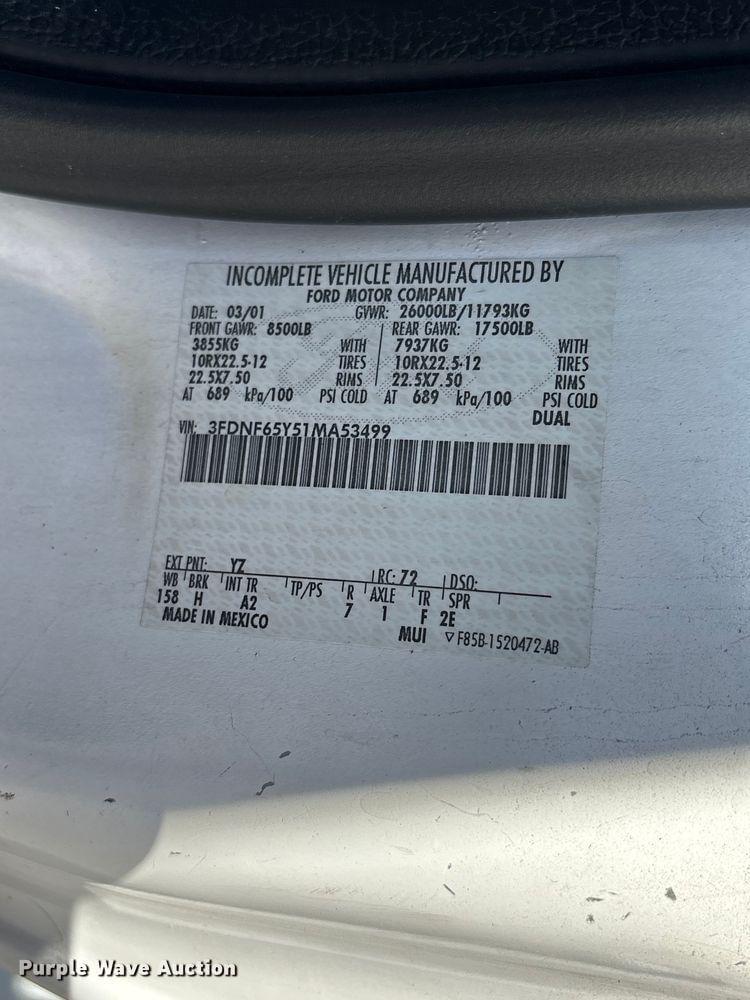 INCOMPLETE VEHICLE MANUFACTURED BY
FORD MOTOR COMPANY
DATE: 03/01 GVWR: 26000LB/11793KG
FRONT GAWR: 8500LB REAR GAWR: 17500LB
3855KG WITH 7937KG WITH
10RX22.5-12 TIRES 10RX22.5-12 TIRES
22.5X7.50 RIMS 22.5X7.50 RIMS
AT 689 kPa/100 PSI COLD AT 689 kPa/100 PSI COLD
DUAL
VIN: 3FDNF65Y51MA53499
EXT PNT: YZ RC: 72 DSO:
WB BRK INT TR TP/PS R AXLE TR SPR
158 H A2 7 1 F 2E
MADE IN MEXICO
MUI ▽ F85B-1520472-AB
Purple Wave Auction